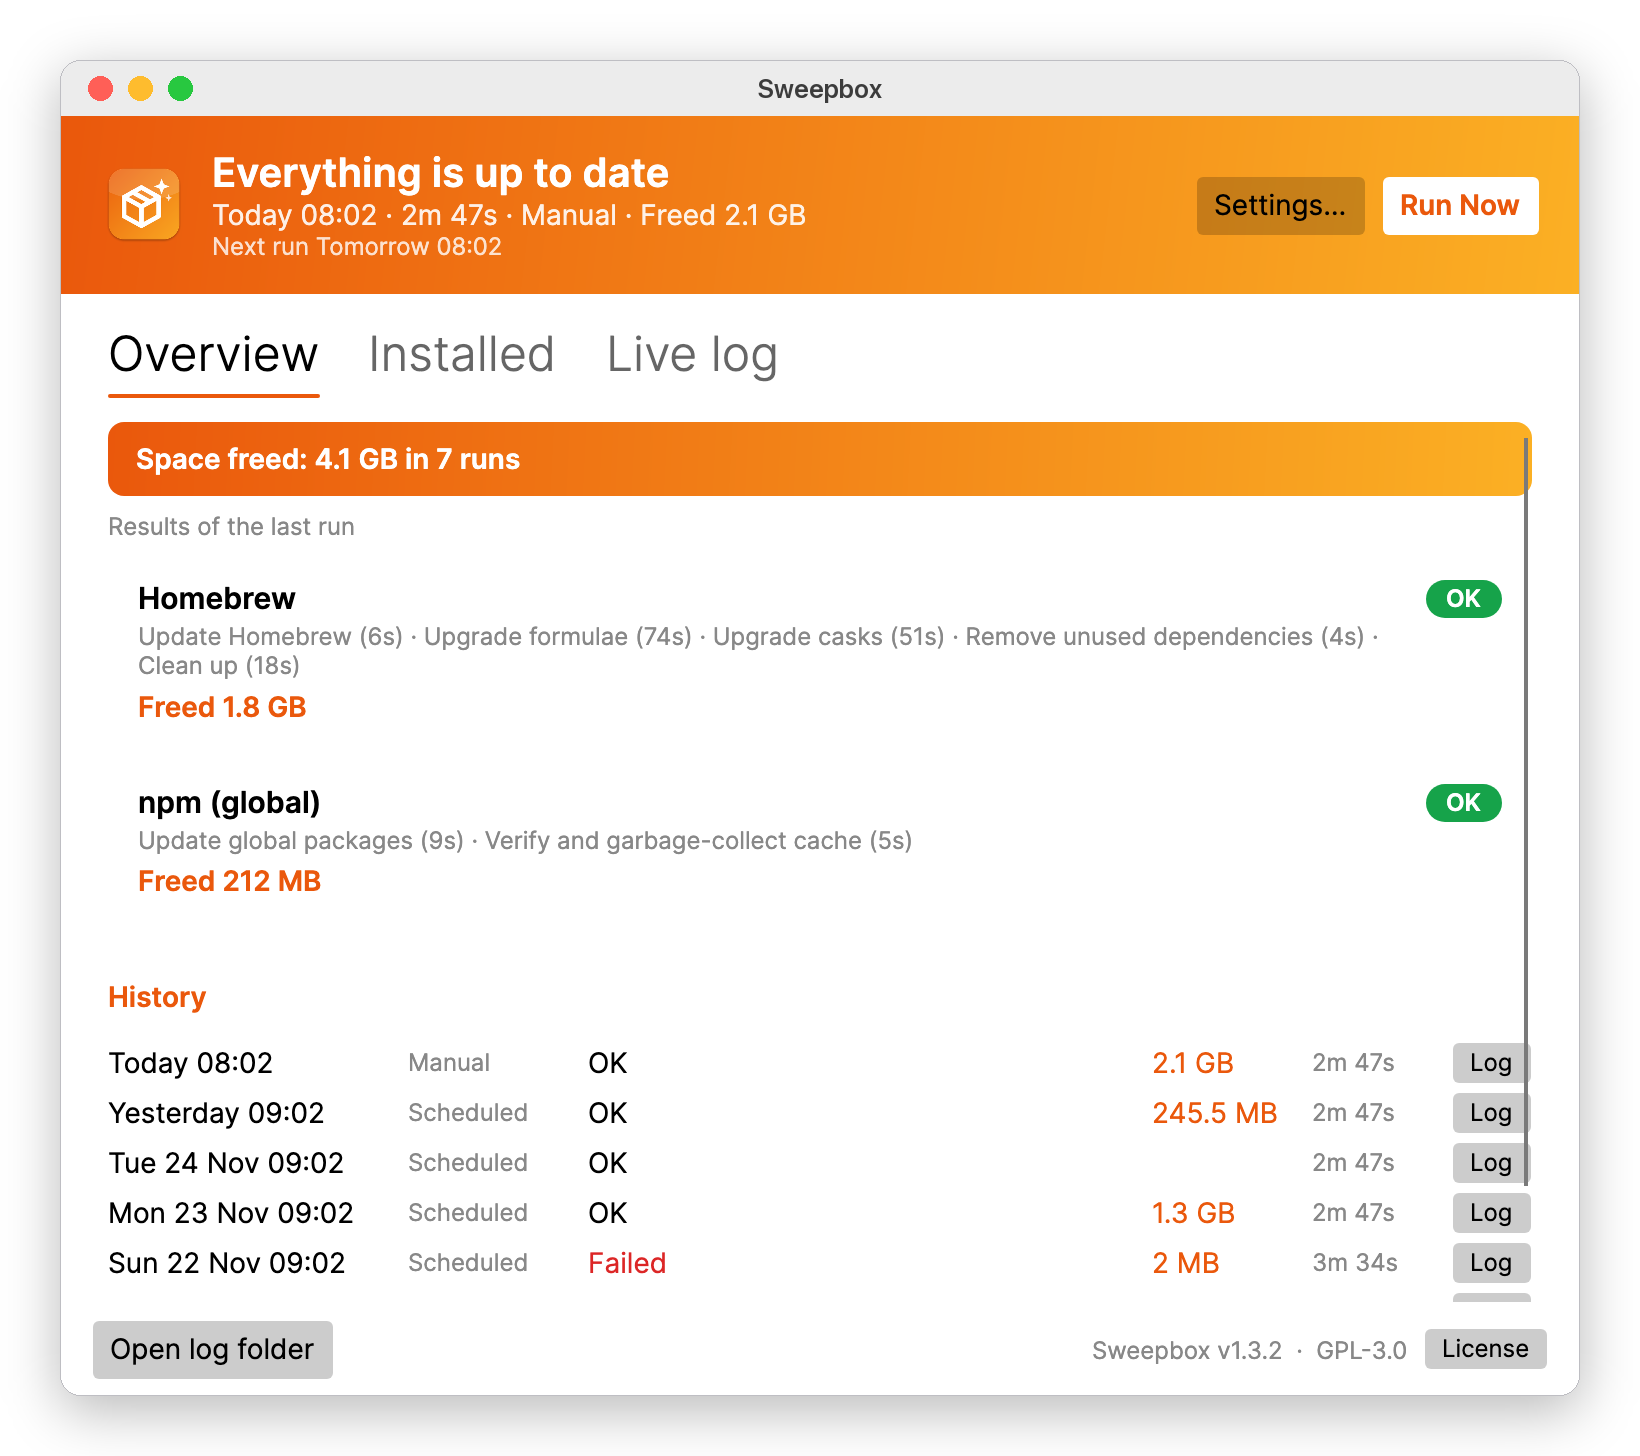 Sweepbox
Everything is up to date
Today 08:02 · 2m 47s · Manual · Freed 2.1 GB
Next run Tomorrow 08:02
Settings...
Run Now
Overview
Installed
Live log
Space freed: 4.1 GB in 7 runs
Results of the last run
Homebrew
OK
Update Homebrew (6s) · Upgrade formulae (74s) · Upgrade casks (51s) · Remove unused dependencies (4s) ·
Clean up (18s)
Freed 1.8 GB
npm (global)
OK
Update global packages (9s) · Verify and garbage-collect cache (5s)
Freed 212 MB
History
Today 08:02 Manual OK 2.1 GB 2m 47s Log
Yesterday 09:02 Scheduled OK 245.5 MB 2m 47s Log
Tue 24 Nov 09:02 Scheduled OK 2m 47s Log
Mon 23 Nov 09:02 Scheduled OK 1.3 GB 2m 47s Log
Sun 22 Nov 09:02 Scheduled Failed 2 MB 3m 34s Log
Open log folder
Sweepbox v1.3.2 · GPL-3.0
License